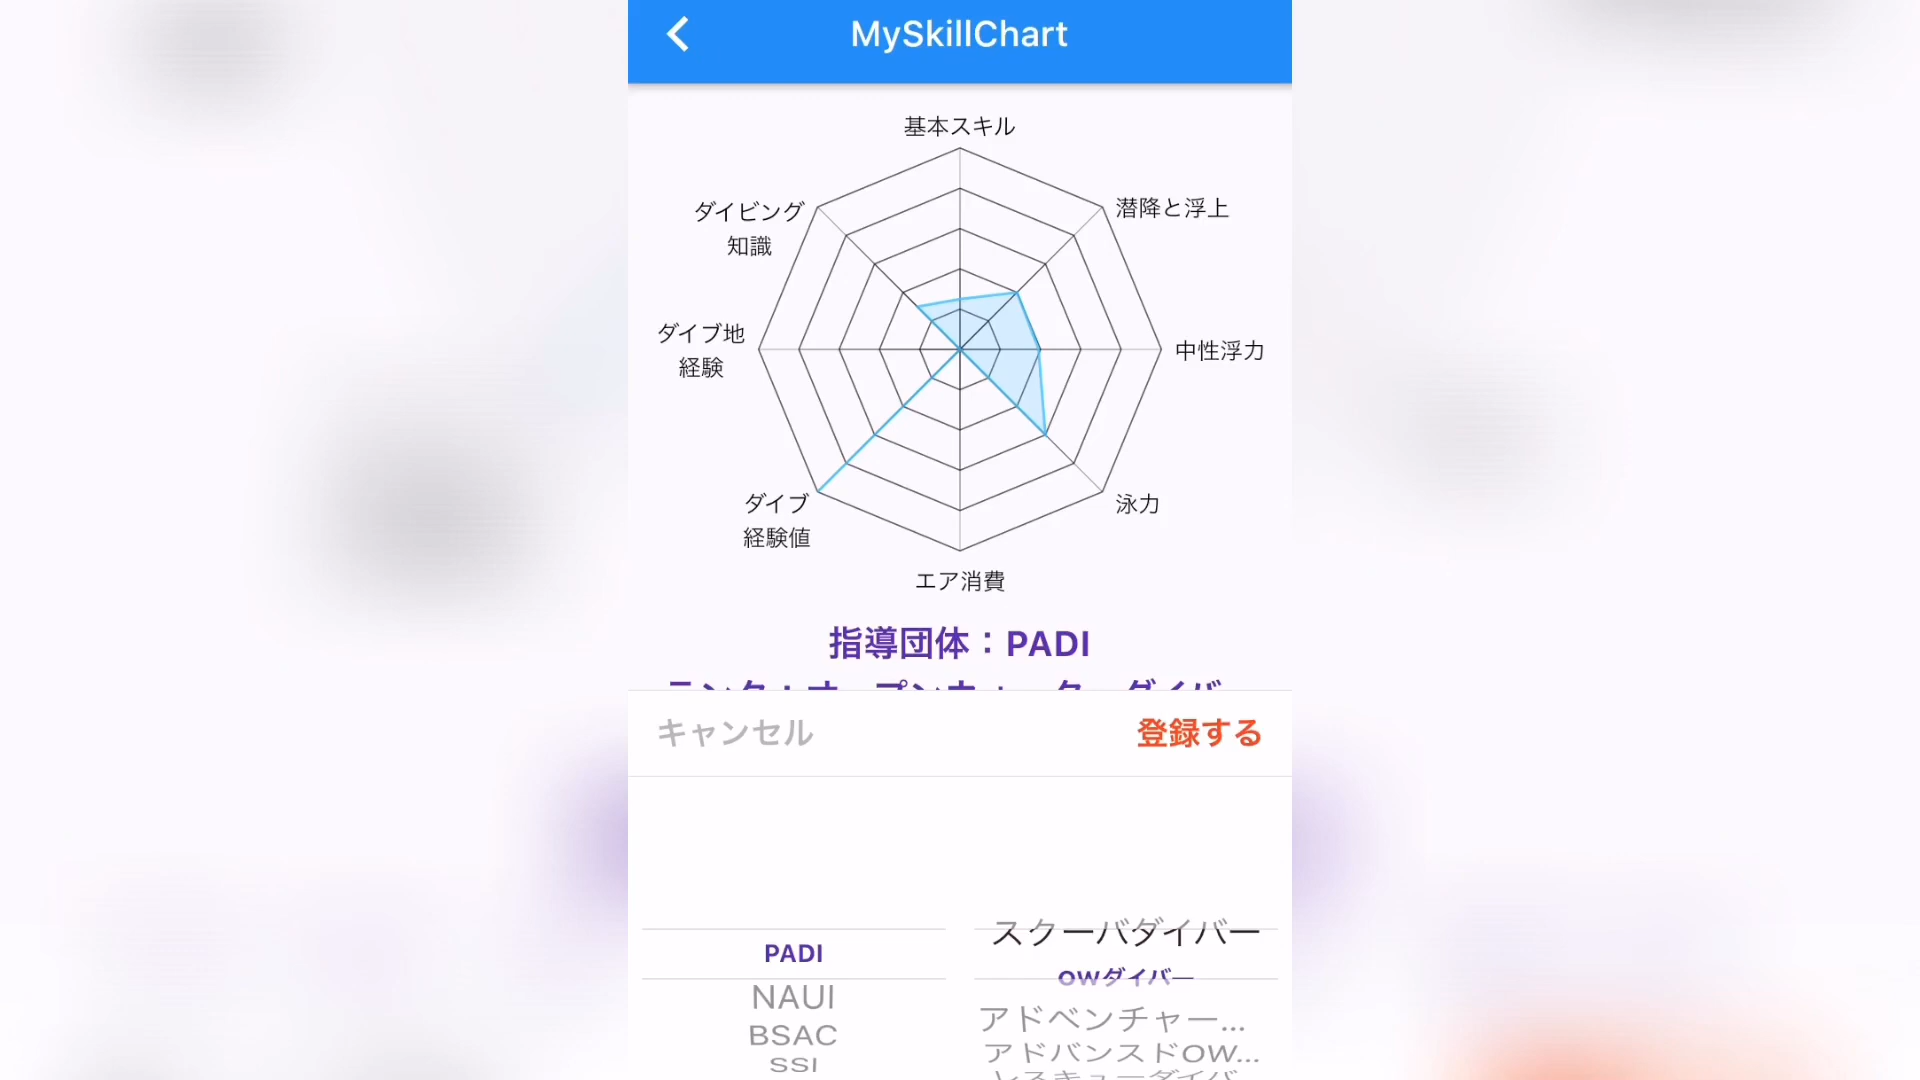 MySkillChart
基本スキル
潜降と浮上
ダイビング
知識
ダイブ地
経験
中性浮力
ダイブ
経験値
泳力
エア消費
指導団体：PADI
キャンセル
登録する
スクーバダイバー
PADI
OWダイバー
NAUI
アドベンチャー...
BSAC
アドバンスドOW...
SSI